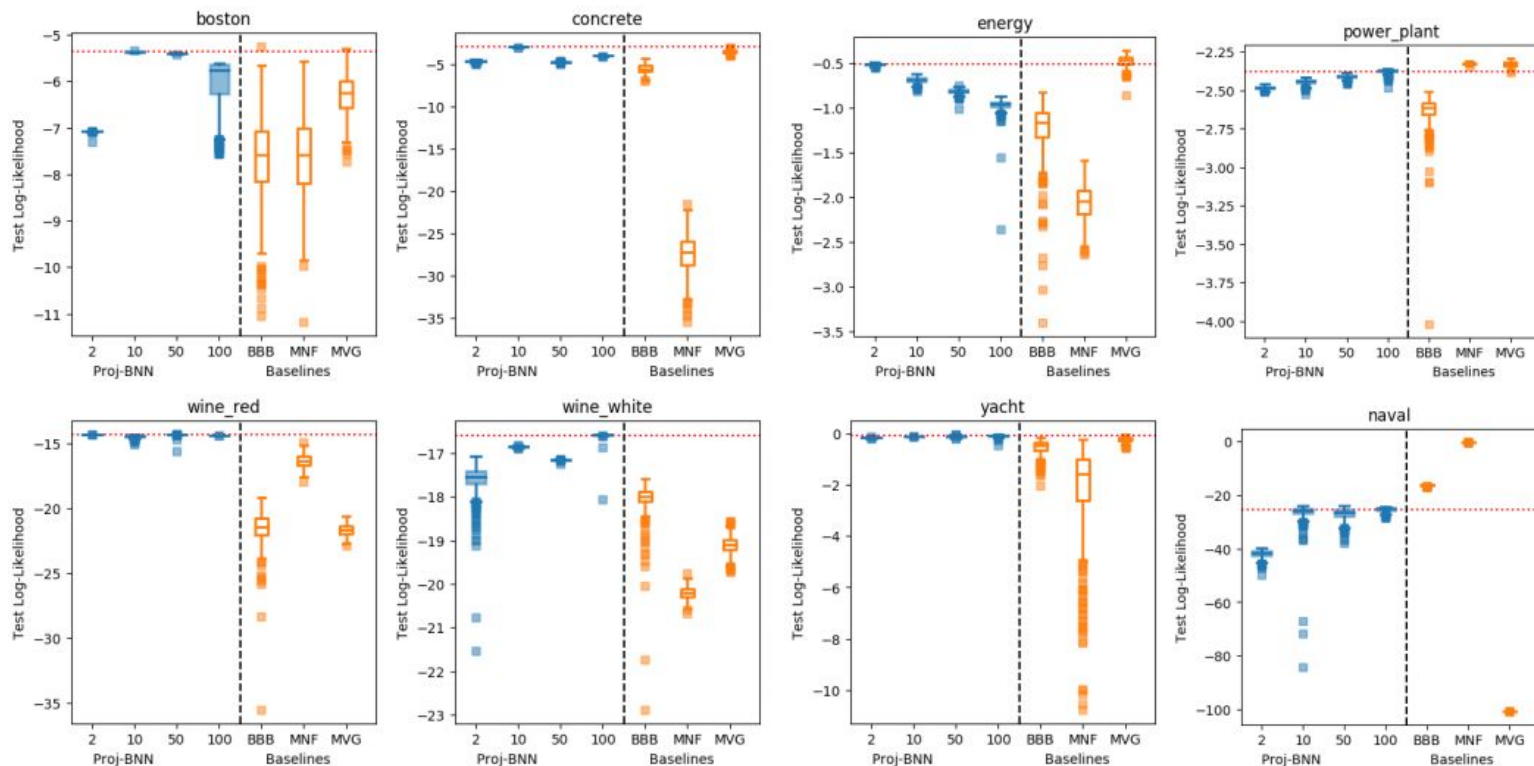 boston
Test Log-Likelihood
−5
−6
−7
−8
−9
−10
−11
2 10 50 100 BBB MNF MVG
Proj-BNN Baselines
concrete
Test Log-Likelihood
−5
−10
−15
−20
−25
−30
−35
2 10 50 100 BBB MNF MVG
Proj-BNN Baselines
energy
Test Log-Likelihood
−0.5
−1.0
−1.5
−2.0
−2.5
−3.0
−3.5
2 10 50 100 BBB MNF MVG
Proj-BNN Baselines
power_plant
Test Log-Likelihood
−2.25
−2.50
−2.75
−3.00
−3.25
−3.50
−3.75
−4.00
2 10 50 100 BBB MNF MVG
Proj-BNN Baselines
wine_red
Test Log-Likelihood
−15
−20
−25
−30
−35
2 10 50 100 BBB MNF MVG
Proj-BNN Baselines
wine_white
Test Log-Likelihood
−17
−18
−19
−20
−21
−22
−23
2 10 50 100 BBB MNF MVG
Proj-BNN Baselines
yacht
Test Log-Likelihood
0
−2
−4
−6
−8
−10
2 10 50 100 BBB MNF MVG
Proj-BNN Baselines
naval
Test Log-Likelihood
0
−20
−40
−60
−80
−100
2 10 50 100 BBB MNF MVG
Proj-BNN Baselines